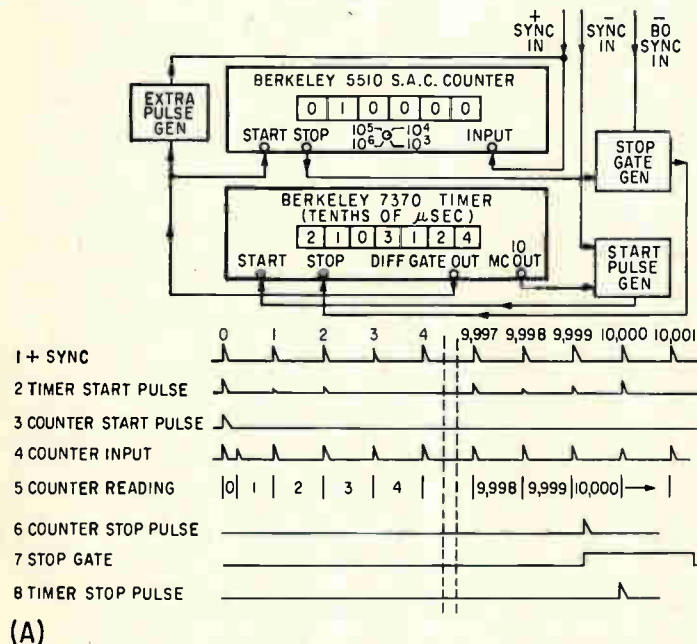 + SYNC IN
− SYNC IN
− BO SYNC IN
EXTRA PULSE GEN
BERKELEY 5510 S.A.C. COUNTER
0 1 0 0 0 0
START STOP 10⁵ 10⁴ INPUT
10⁶ 10³
STOP GATE GEN
BERKELEY 7370 TIMER
(TENTHS OF μSEC)
2 1 0 3 1 2 4
START STOP DIFF GATE OUT 10 MC OUT
START PULSE GEN
0 1 2 3 4 9,997 9,998 9,999 10,000 10,001
1 + SYNC
2 TIMER START PULSE
3 COUNTER START PULSE
4 COUNTER INPUT
5 COUNTER READING |0| 1 | 2 | 3 | 4 | |9,998|9,999|10,000| |
6 COUNTER STOP PULSE
7 STOP GATE
8 TIMER STOP PULSE
(A)